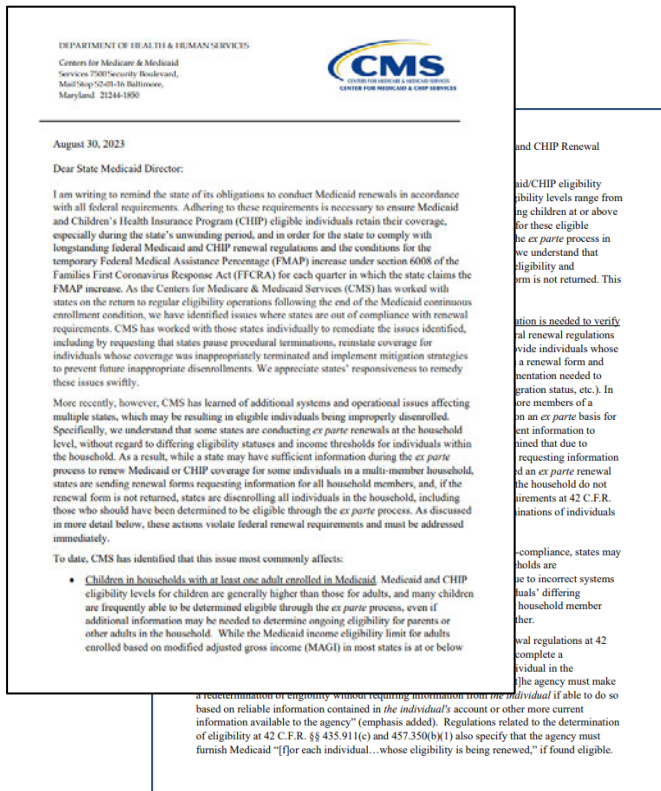 DEPARTMENT OF HEALTH & HUMAN SERVICES
Centers for Medicare & Medicaid
Services 7500 Security Boulevard,
Mail Stop S2-01-16 Baltimore,
Maryland 21244-1850
CMS
CENTERS FOR MEDICARE & MEDICAID SERVICES
CENTER FOR MEDICAID & CHIP SERVICES
August 30, 2023
Dear State Medicaid Director:
I am writing to remind the state of its obligations to conduct Medicaid renewals in accordance
with all federal requirements. Adhering to these requirements is necessary to ensure Medicaid
and Children's Health Insurance Program (CHIP) eligible individuals retain their coverage,
especially during the state's unwinding period, and in order for the state to comply with
longstanding federal Medicaid and CHIP renewal regulations and the conditions for the
temporary Federal Medical Assistance Percentage (FMAP) increase under section 6008 of the
Families First Coronavirus Response Act (FFCRA) for each quarter in which the state claims the
FMAP increase. As the Centers for Medicare & Medicaid Services (CMS) has worked with
states on the return to regular eligibility operations following the end of the Medicaid continuous
enrollment condition, we have identified issues where states are out of compliance with renewal
requirements. CMS has worked with those states individually to remediate the issues identified,
including by requesting that states pause procedural terminations, reinstate coverage for
individuals whose coverage was inappropriately terminated and implement mitigation strategies
to prevent future inappropriate disenrollments. We appreciate states' responsiveness to remedy
these issues swiftly.
More recently, however, CMS has learned of additional systems and operational issues affecting
multiple states, which may be resulting in eligible individuals being improperly disenrolled.
Specifically, we understand that some states are conducting ex parte renewals at the household
level, without regard to differing eligibility statuses and income thresholds for individuals within
the household. As a result, while a state may have sufficient information during the ex parte
process to renew Medicaid or CHIP coverage for some individuals in a multi-member household,
states are sending renewal forms requesting information for all household members, and, if the
renewal form is not returned, states are disenrolling all individuals in the household, including
those who should have been determined to be eligible through the ex parte process. As discussed
in more detail below, these actions violate federal renewal requirements and must be addressed
immediately.
To date, CMS has identified that this issue most commonly affects:
• Children in households with at least one adult enrolled in Medicaid. Medicaid and CHIP
eligibility levels for children are generally higher than those for adults, and many children
are frequently able to be determined eligible through the ex parte process, even if
additional information may be needed to determine ongoing eligibility for parents or
other adults in the household. While the Medicaid income eligibility limit for adults
enrolled based on modified adjusted gross income (MAGI) in most states is at or below
and CHIP Renewal
aid/CHIP eligibility
gibility levels range from
ing children at or above
for these eligible
he ex parte process in
we understand that
eligibility and
orm is not returned. This
ation is needed to verify
ral renewal regulations
ovide individuals whose
a renewal form and
mentation needed to
gration status, etc.). In
ore members of a
on an ex parte basis for
ent information to
mined that due to
requesting information
ed an ex parte renewal
the household do not
uirements at 42 C.F.R.
inations of individuals
-compliance, states may
holds are
ue to incorrect systems
duals' differing
household member
ther.
wal regulations at 42
complete a
ividual in the
t]he agency must make
a redetermination of eligibility without requiring information from the individual if able to do so
based on reliable information contained in the individual's account or other more current
information available to the agency" (emphasis added). Regulations related to the determination
of eligibility at 42 C.F.R. §§ 435.911(c) and 457.350(b)(1) also specify that the agency must
furnish Medicaid "[f]or each individual…whose eligibility is being renewed," if found eligible.